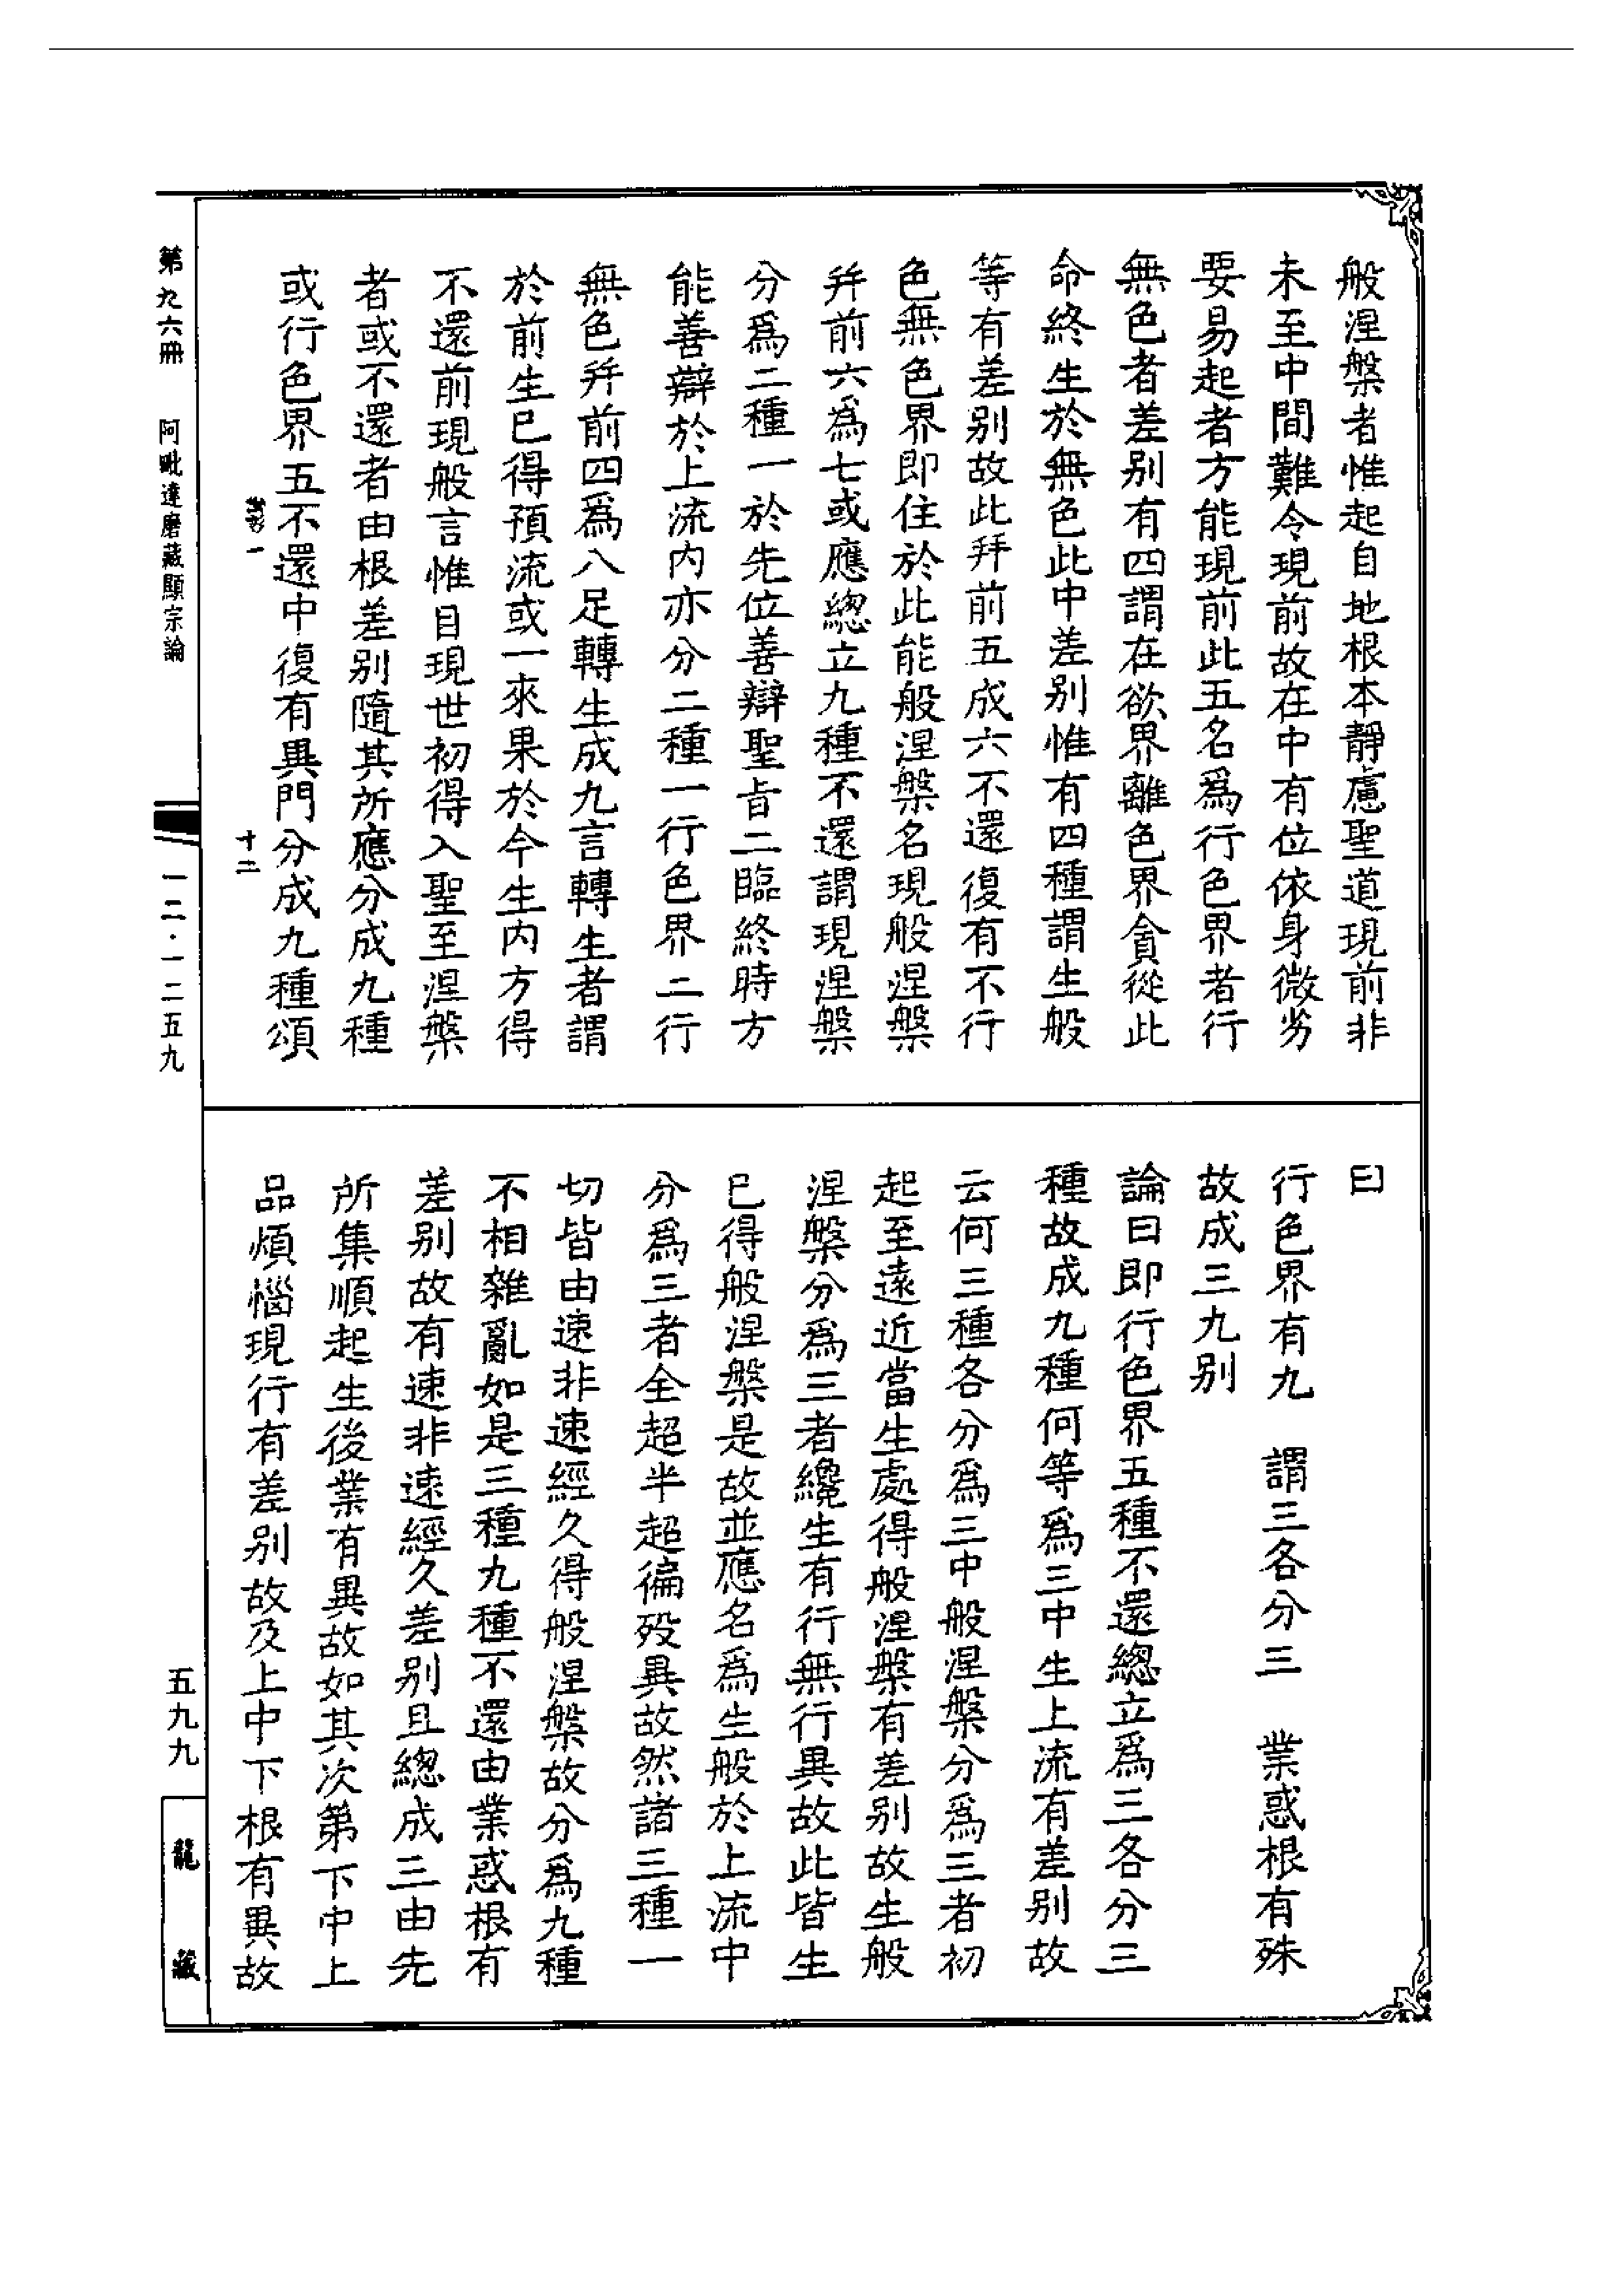 般涅槃者惟起自地根本靜慮聖道現前非
未至中間難令現前故在中有位依身微劣
要易起者方能現前此五名爲行色界者行
無色者差別有四謂在欲界離色界貪從此
命終生於無色此中差別惟有四種謂生般
等有差別故此幷前五成六不還復有不行
色無色界即住於此能般涅槃名現般涅槃
幷前六爲七或應總立九種不還謂現涅槃
分爲二種一於先位善辯聖旨二臨終時方
能善辯於上流內亦分二種一行色界二行
無色幷前四爲八足轉生成九言轉生者謂
於前生已得預流或一來果於今生內方得
不還前現般言惟目現世初得入聖至涅槃
者或不還者由根差別隨其所應分成九種
或行色界五不還中復有異門分成九種頌
十二
曰
行色界有九　謂三各分三　業惑根有殊
故成三九別
論曰即行色界五種不還總立爲三各分三
種故成九種何等爲三中生上流有差別故
云何三種各分爲三中般涅槃分爲三者初
起至遠近當生處得般涅槃有差別故生般
涅槃分爲三者纔生有行無行異故此皆生
已得般涅槃是故並應名爲生般於上流中
分爲三者全超半超徧歿異故然諸三種一
切皆由速非速經久得般涅槃故分爲九種
不相雜亂如是三種九種不還由業惑根有
差別故有速非速經久差別且總成三由先
所集順起生後業有異故如其次第下中上
品煩惱現行有差別故及上中下根有異故
第九六冊　阿毗達磨藏顯宗論
一二·一二五九
五九九
龍藏